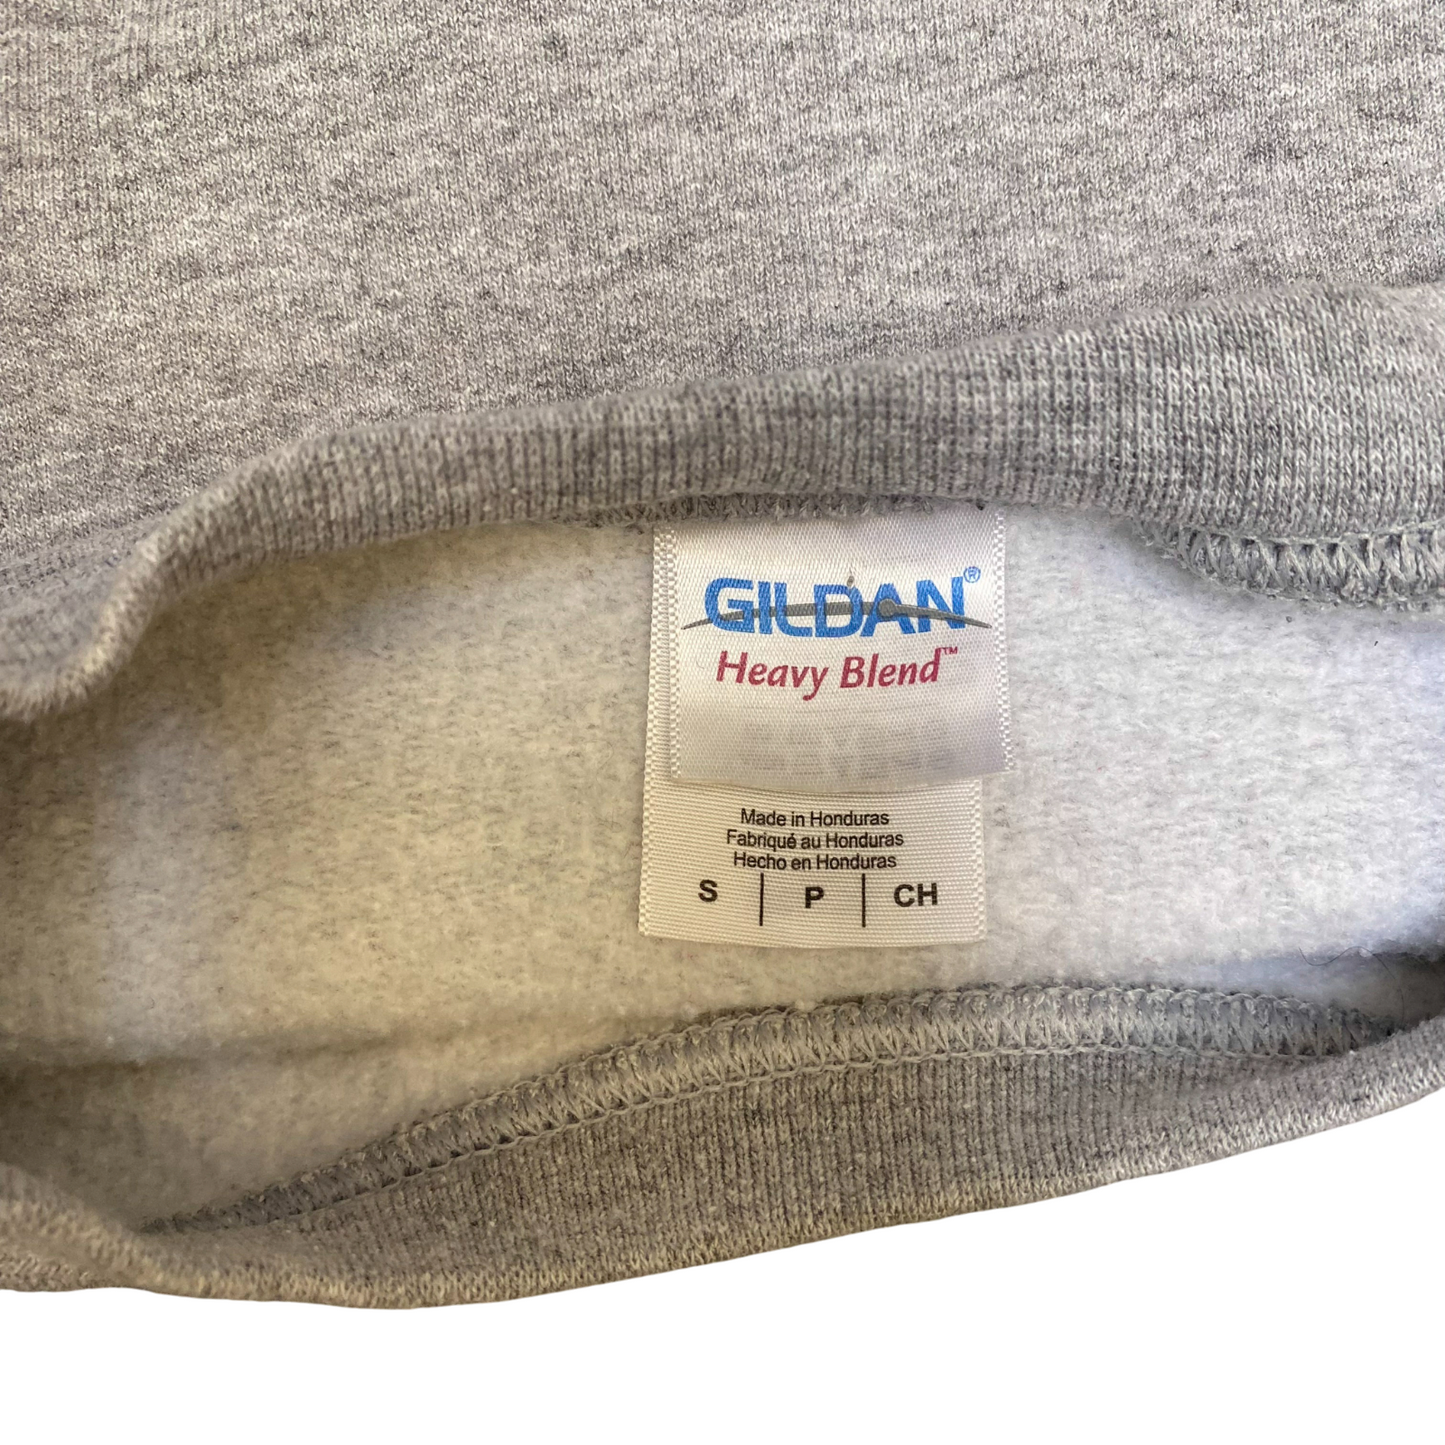 GILDAN®
Heavy Blend™
Made in Honduras
Fabriqué au Honduras
Hecho en Honduras
S | P | CH